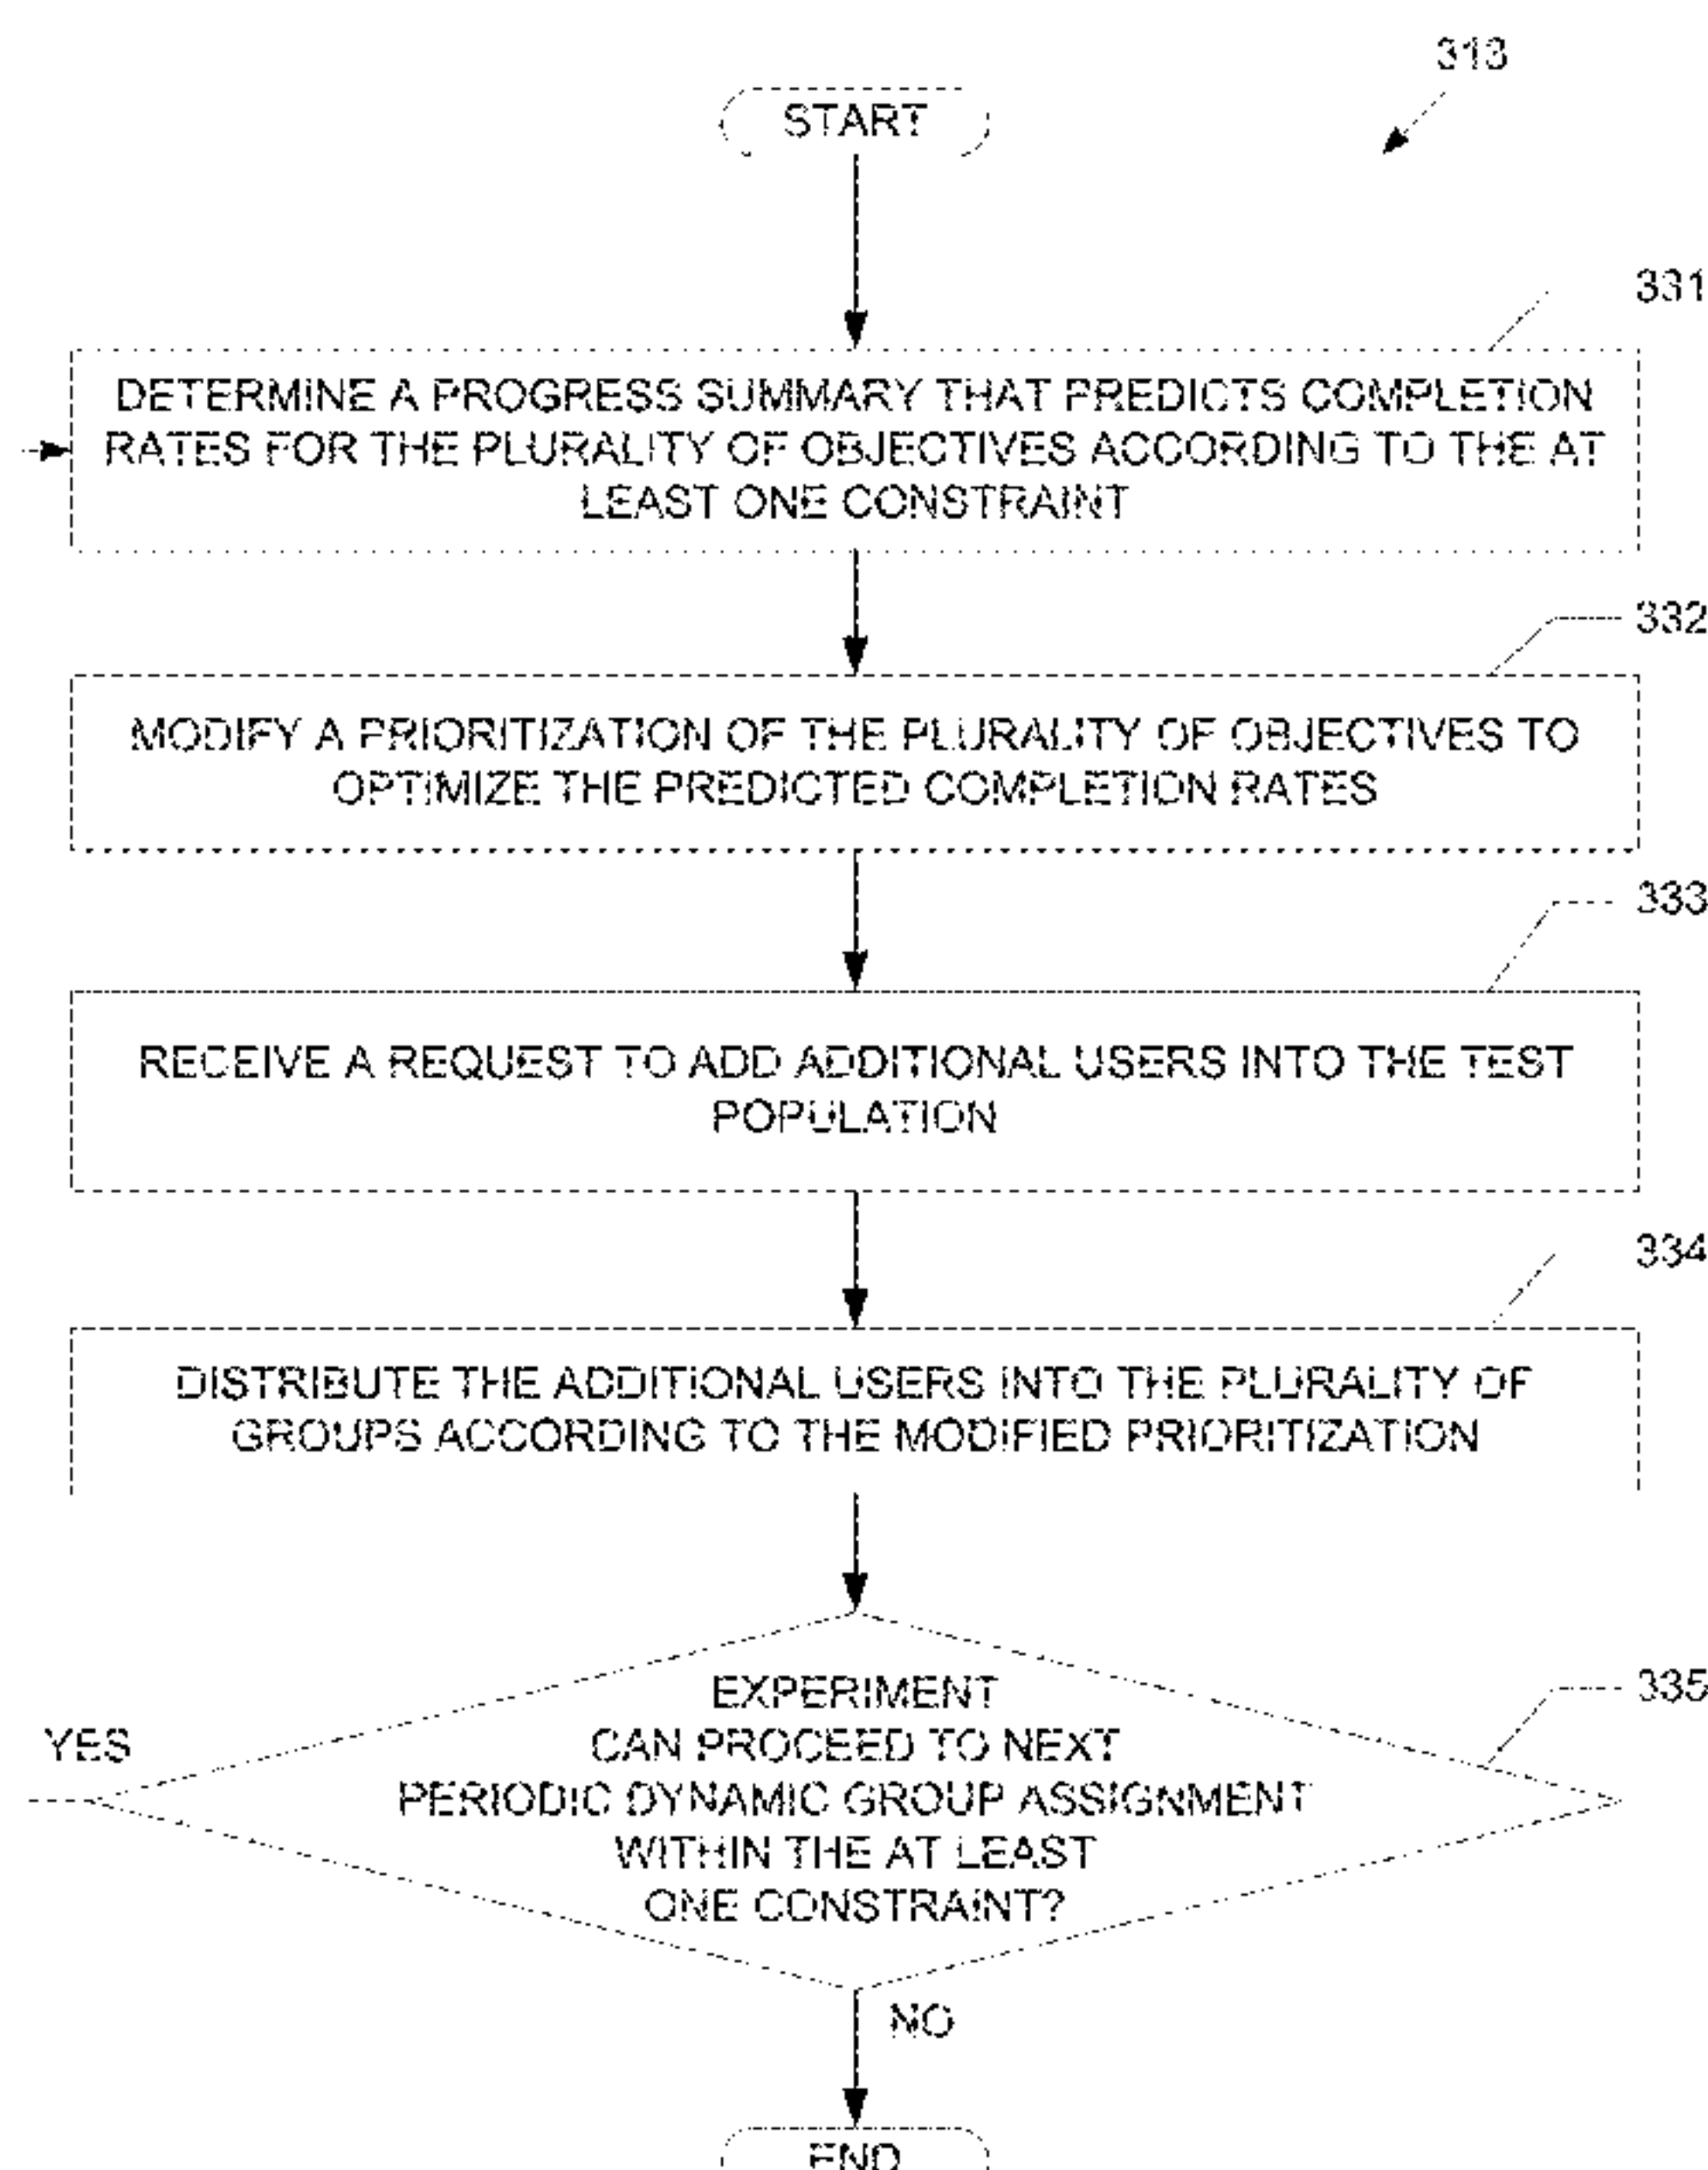 313
START
331
DETERMINE A PROGRESS SUMMARY THAT PREDICTS COMPLETION
RATES FOR THE PLURALITY OF OBJECTIVES ACCORDING TO THE AT
LEAST ONE CONSTRAINT
332
MODIFY A PRIORITIZATION OF THE PLURALITY OF OBJECTIVES TO
OPTIMIZE THE PREDICTED COMPLETION RATES
333
RECEIVE A REQUEST TO ADD ADDITIONAL USERS INTO THE TEST
POPULATION
334
DISTRIBUTE THE ADDITIONAL USERS INTO THE PLURALITY OF
GROUPS ACCORDING TO THE MODIFIED PRIORITIZATION
335
YES
EXPERIMENT
CAN PROCEED TO NEXT
PERIODIC DYNAMIC GROUP ASSIGNMENT
WITHIN THE AT LEAST
ONE CONSTRAINT?
NO
END